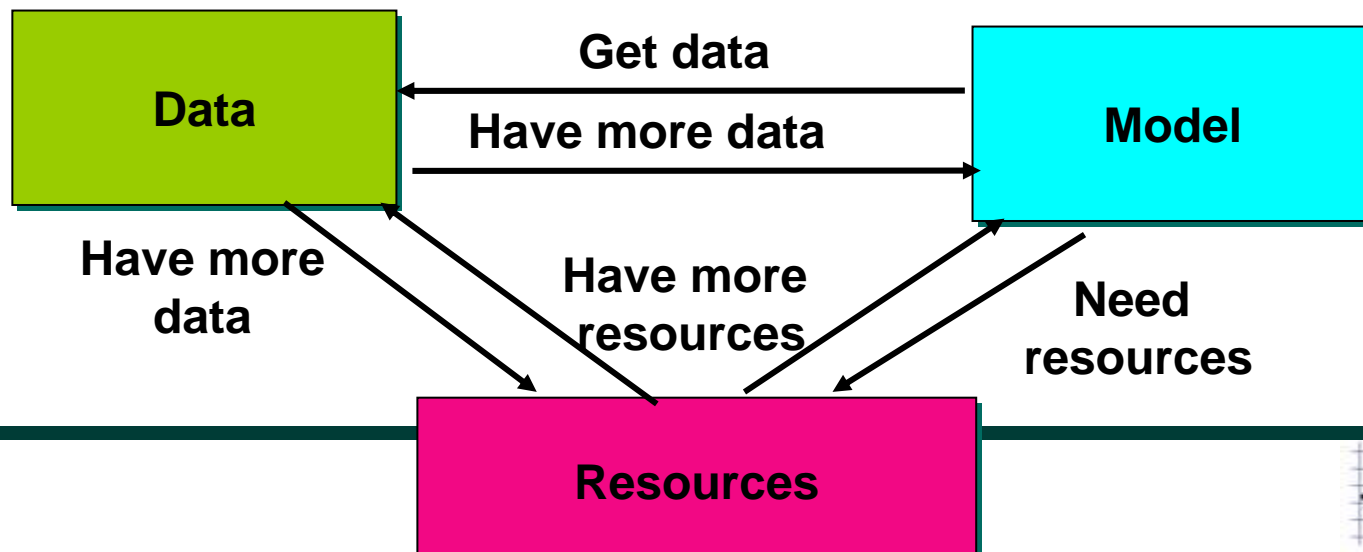 Get data
Data
Have more data
Model
Have more
data
Have more
resources
Need
resources
Resources